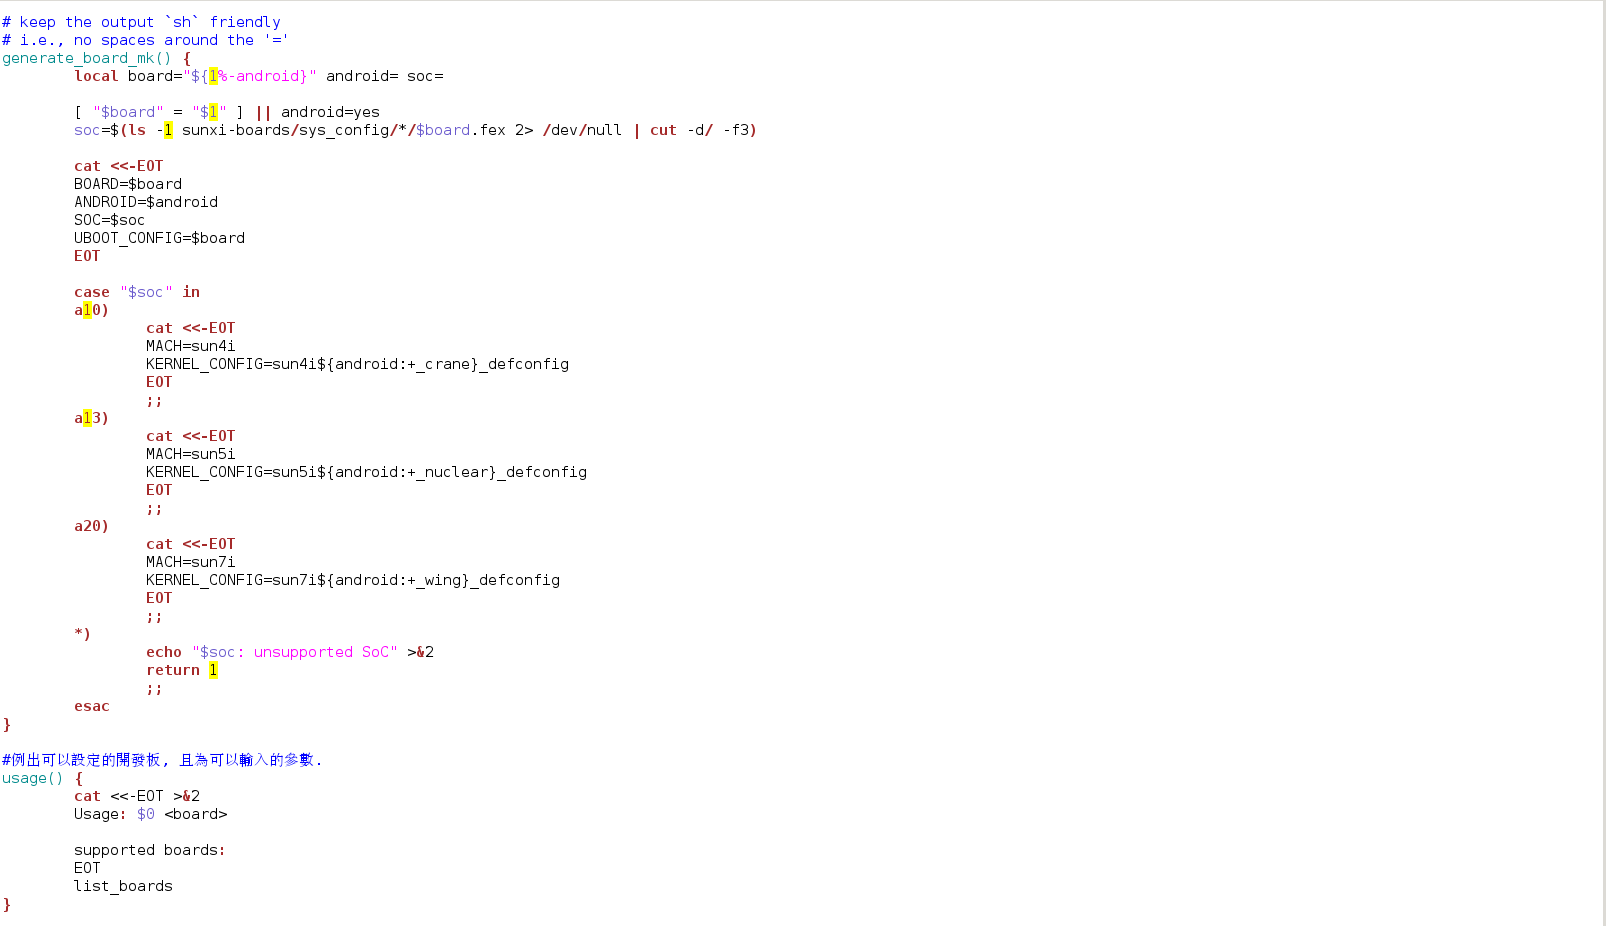 # keep the output `sh` friendly
# i.e., no spaces around the '='
generate_board_mk() {
        local board="${1%-android}" android= soc=

        [ "$board" = "$1" ] || android=yes
        soc=$(ls -1 sunxi-boards/sys_config/*/$board.fex 2> /dev/null | cut -d/ -f3)

        cat <<-EOT
        BOARD=$board
        ANDROID=$android
        SOC=$soc
        UBOOT_CONFIG=$board
        EOT

        case "$soc" in
        a10)
                cat <<-EOT
                MACH=sun4i
                KERNEL_CONFIG=sun4i${android:+_crane}_defconfig
                EOT
                ;;
        a13)
                cat <<-EOT
                MACH=sun5i
                KERNEL_CONFIG=sun5i${android:+_nuclear}_defconfig
                EOT
                ;;
        a20)
                cat <<-EOT
                MACH=sun7i
                KERNEL_CONFIG=sun7i${android:+_wing}_defconfig
                EOT
                ;;
        *)
                echo "$soc: unsupported SoC" >&2
                return 1
                ;;
        esac
}

#例出可以設定的開發板, 且為可以輸入的參數.
usage() {
        cat <<-EOT >&2
        Usage: $0 <board>

        supported boards:
        EOT
        list_boards
}